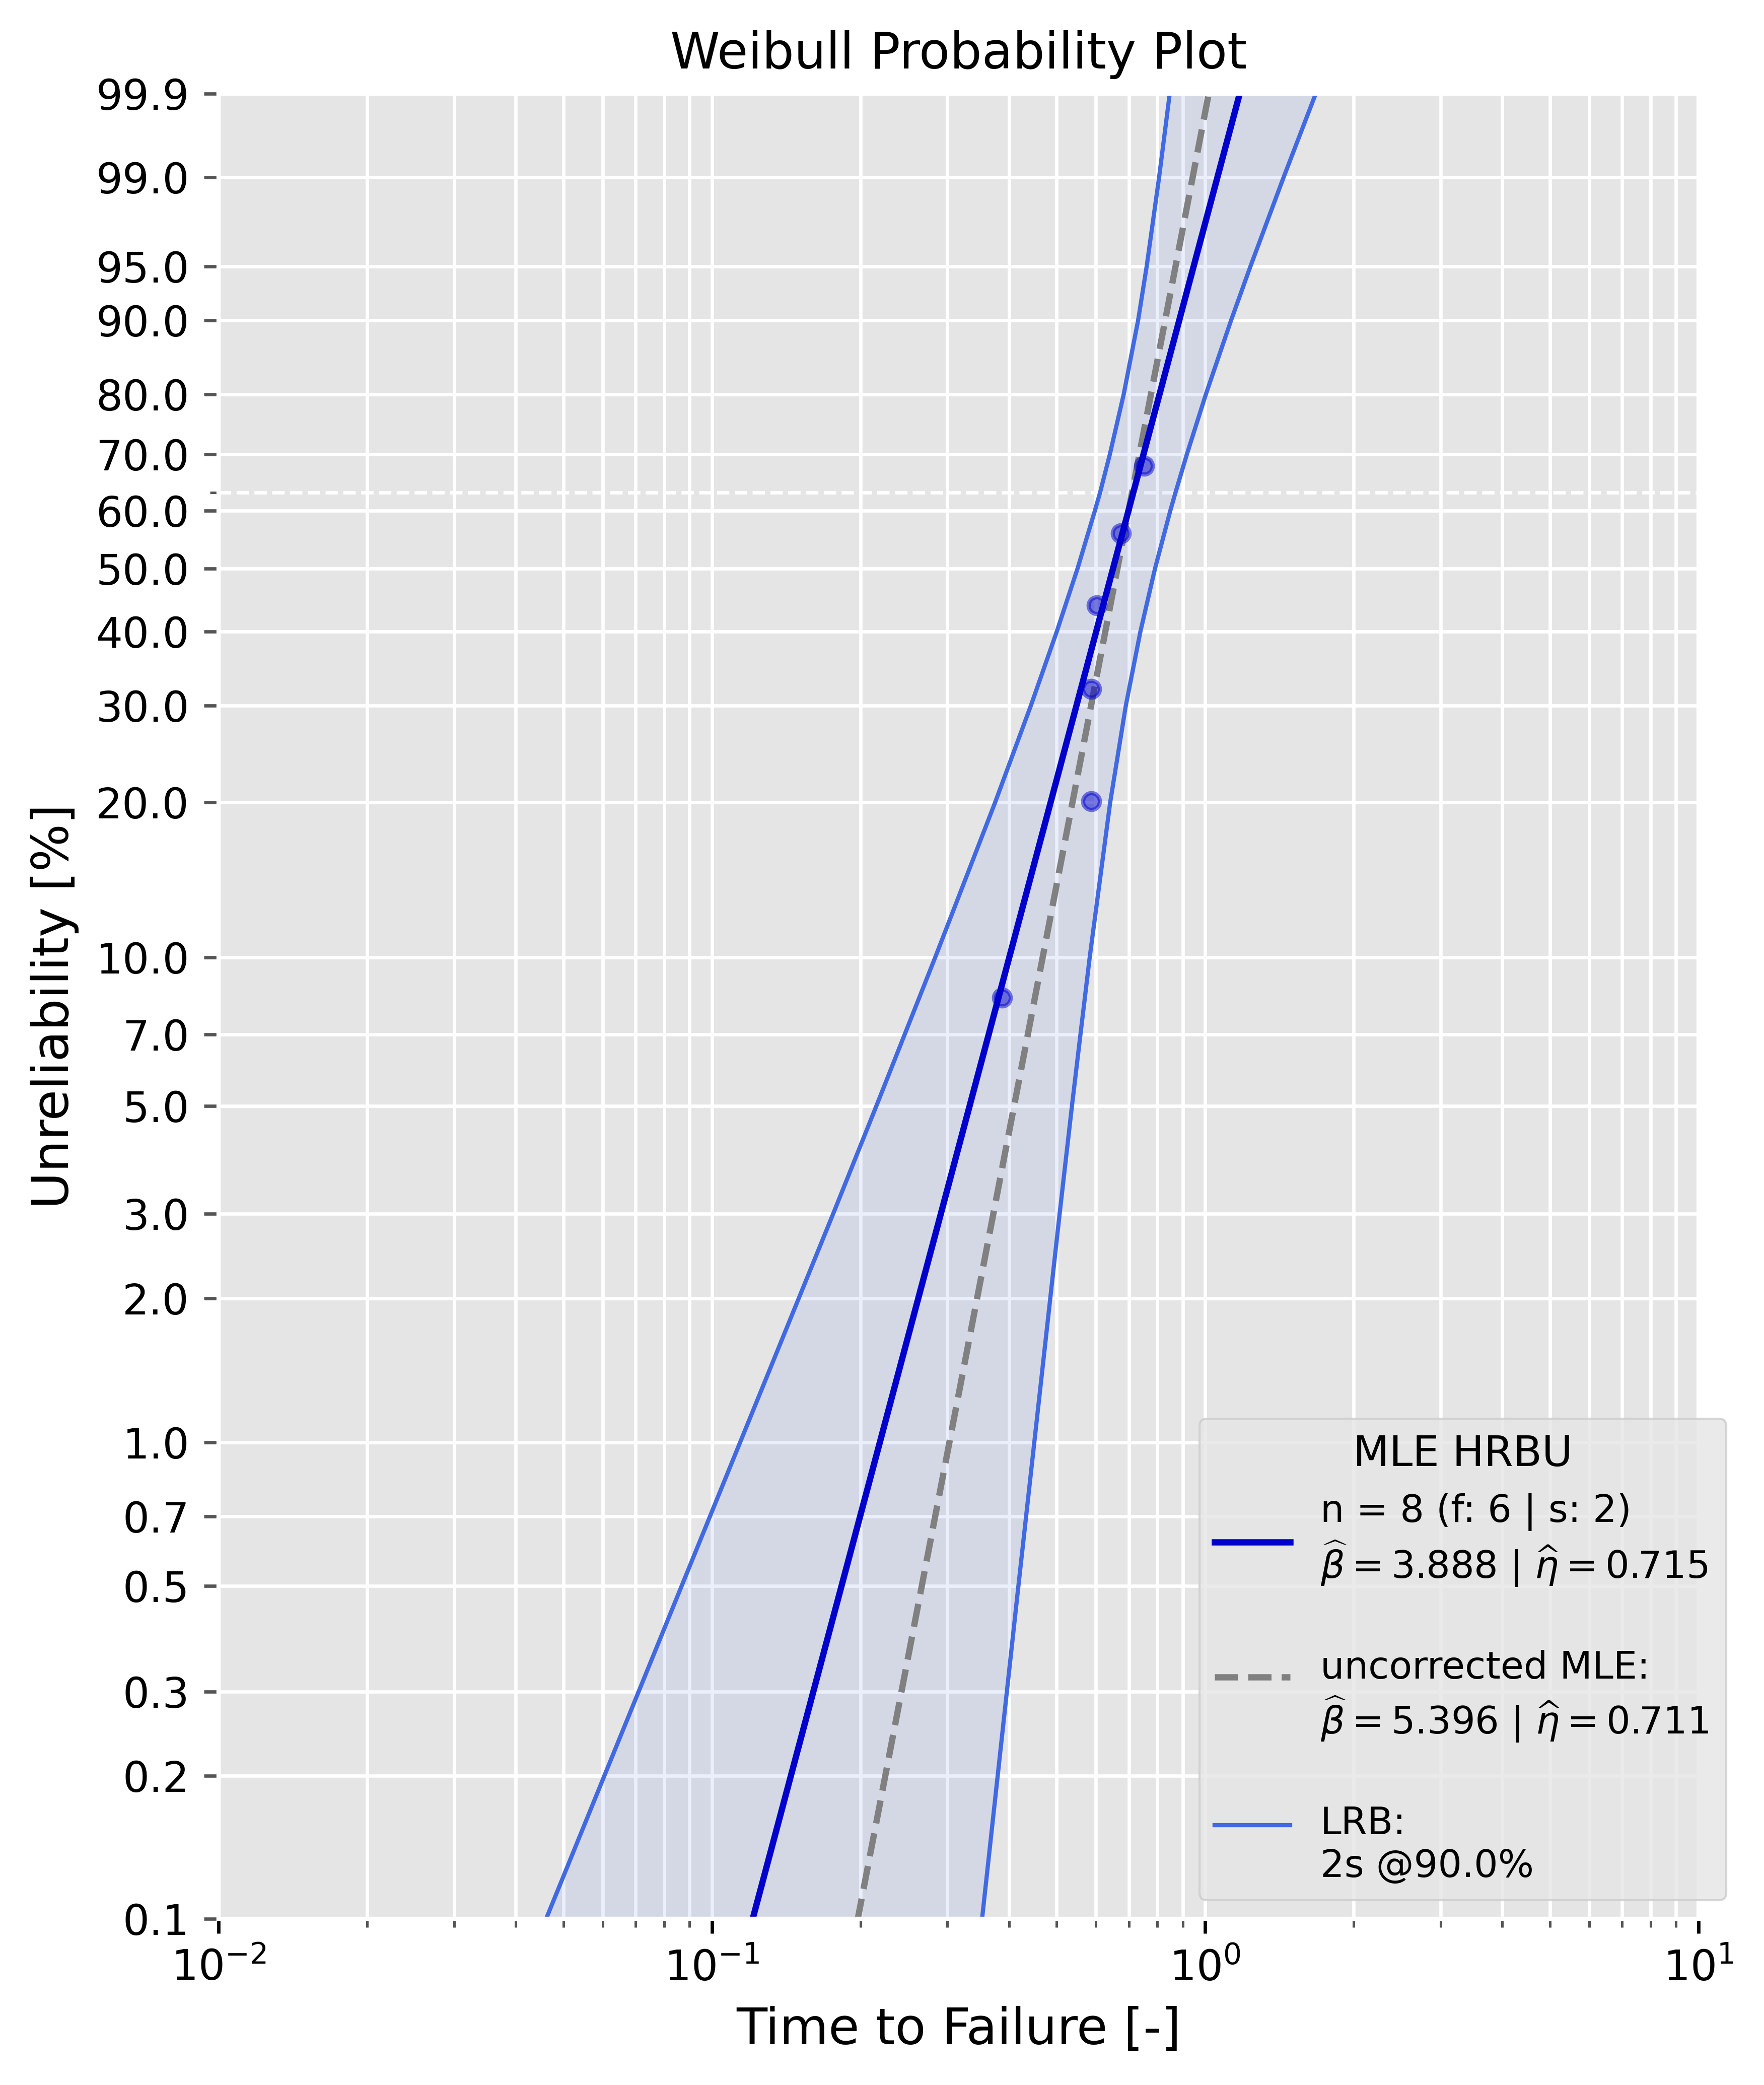 Weibull Probability Plot
99.9
99.0
95.0
90.0
80.0
70.0
60.0
50.0
40.0
30.0
20.0
10.0
7.0
5.0
3.0
2.0
1.0
0.7
0.5
0.3
0.2
0.1
Unreliability [%]
MLE HRBU
n = 8 (f: 6 | s: 2)
β̂ = 3.888 | η̂ = 0.715
uncorrected MLE:
β̂ = 5.396 | η̂ = 0.711
LRB:
2s @90.0%
10⁻² 10⁻¹ 10⁰ 10¹
Time to Failure [-]